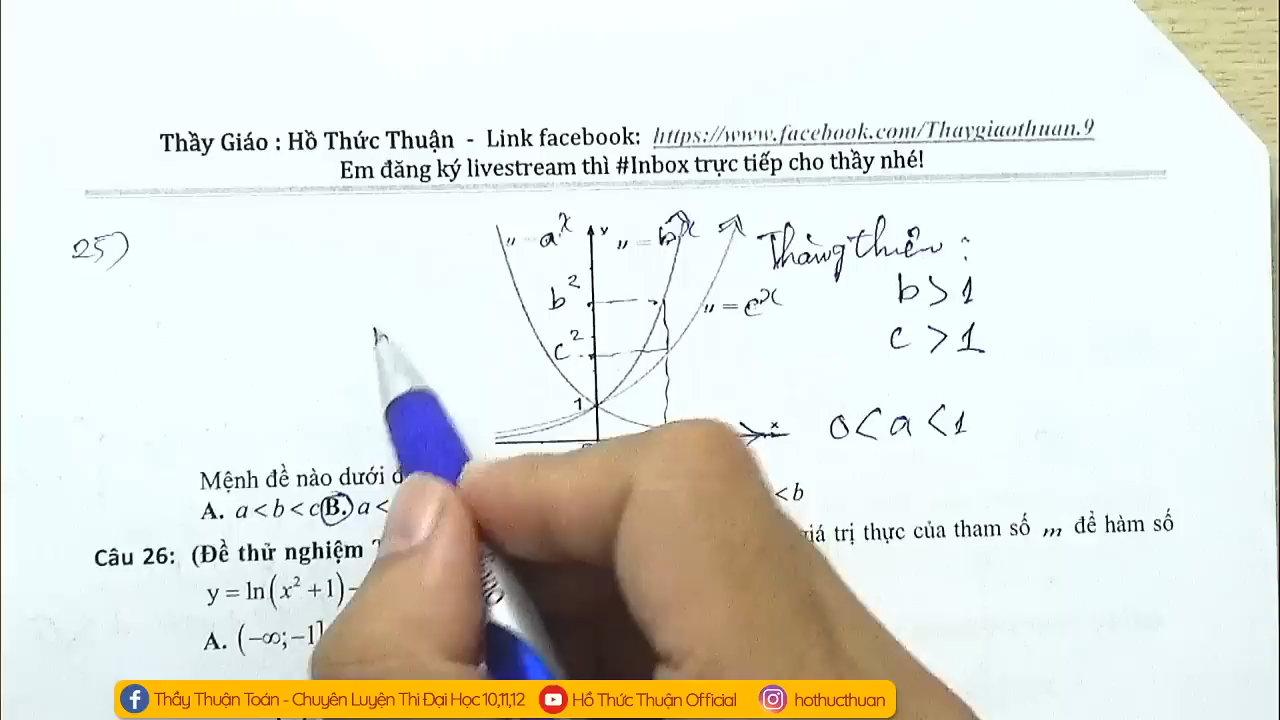 Thầy Giáo : Hồ Thức Thuận - Link facebook: https://www.facebook.com/Thaygiaothuan.9
Em đăng ký livestream thì #Inbox trực tiếp cho thầy nhé!
25)
" = a^x
y
" = b^x
Thằng thiên :
b²
b > 1
" = c^x
c²
c > 1
1
x
0 < a < 1
Mệnh đề nào dưới đ
A. a < b < c B. a < < b
Câu 26: (Đề thử nghiệm giá trị thực của tham số m để hàm số
y = ln(x² + 1) –
A. (−∞; −1]
Thầy Thuận Toán - Chuyên Luyện Thi Đại Học 10,11,12 Hồ Thức Thuận Official hothucthuan